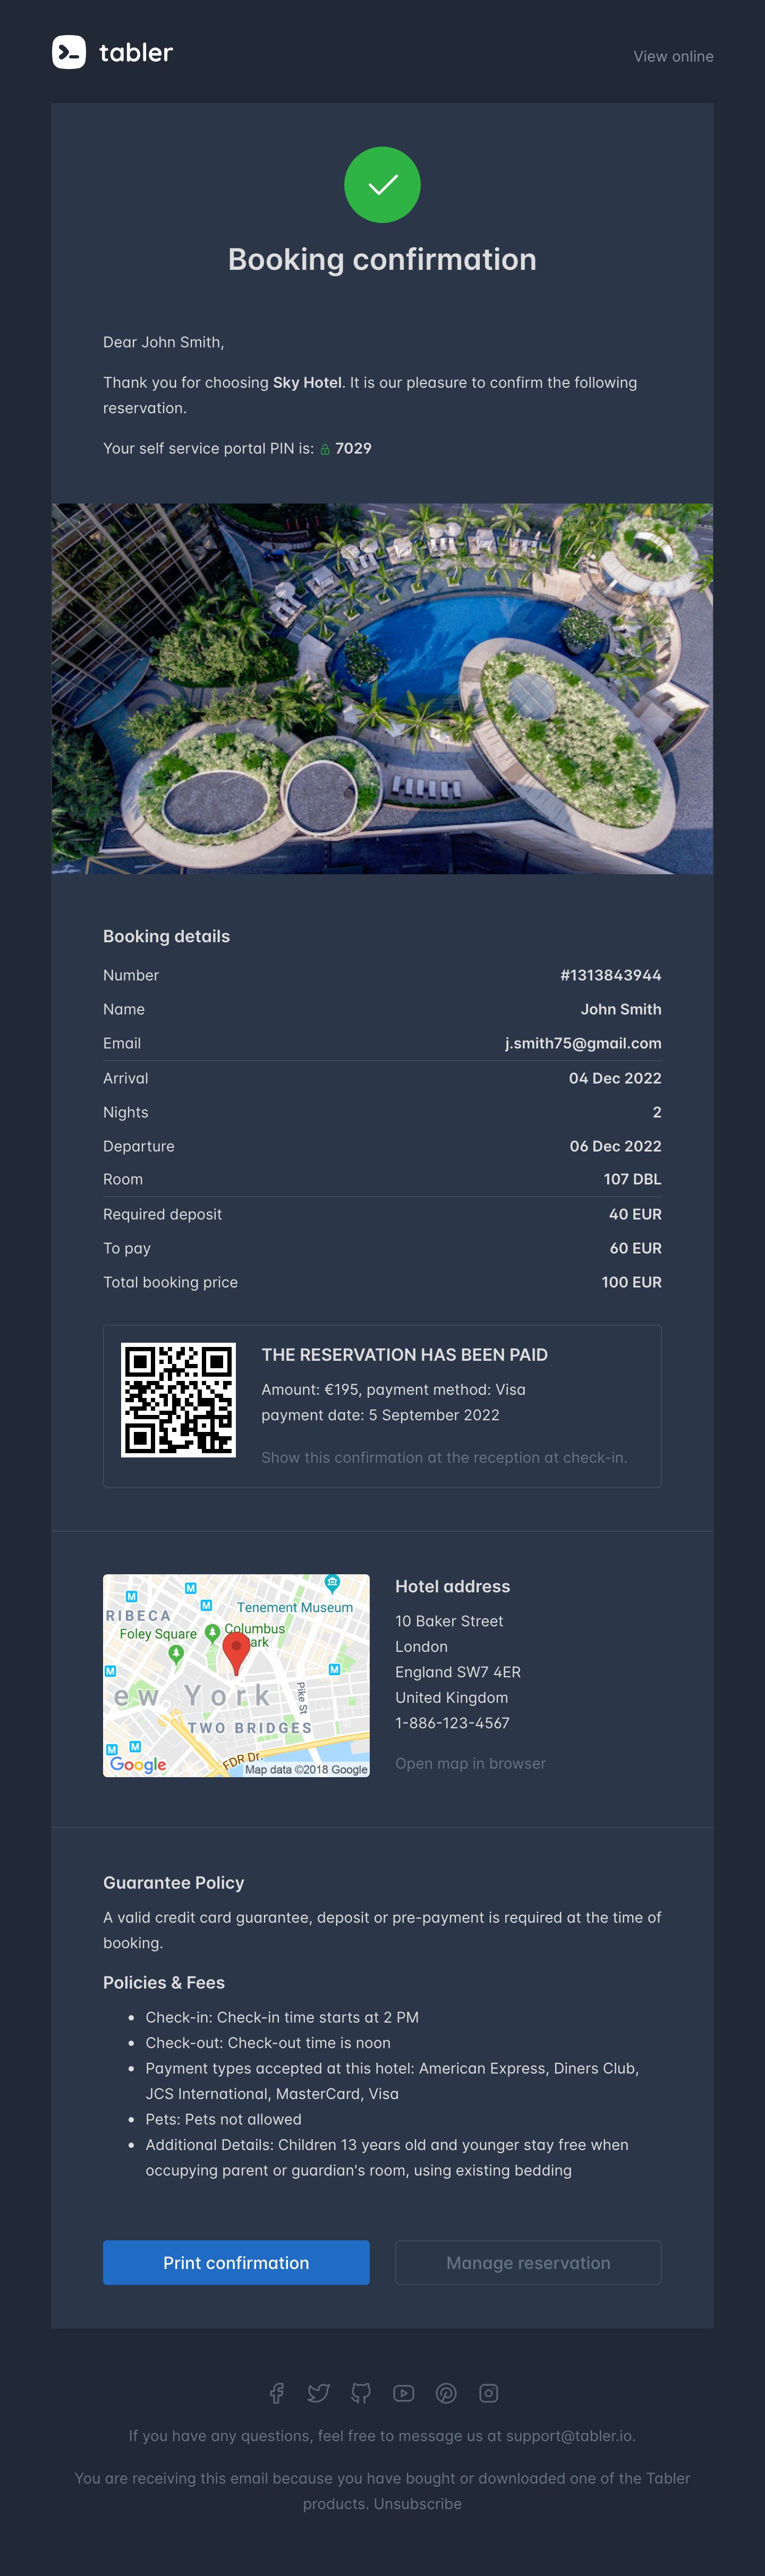 tabler
View online
Booking confirmation
Dear John Smith,
Thank you for choosing Sky Hotel. It is our pleasure to confirm the following
reservation.
Your self service portal PIN is: 7029
Booking details
Number #1313843944
Name John Smith
Email j.smith75@gmail.com
Arrival 04 Dec 2022
Nights 2
Departure 06 Dec 2022
Room 107 DBL
Required deposit 40 EUR
To pay 60 EUR
Total booking price 100 EUR
THE RESERVATION HAS BEEN PAID
Amount: €195, payment method: Visa
payment date: 5 September 2022
Show this confirmation at the reception at check-in.
M
M
M
RIBECA
Tenement Museum
Foley Square
Columbus
ark
M
M
ew York
Pike St
TWO BRIDGES
M
M
FDR Dr.
Google
Map data ©2018 Google
Hotel address
10 Baker Street
London
England SW7 4ER
United Kingdom
1-886-123-4567
Open map in browser
Guarantee Policy
A valid credit card guarantee, deposit or pre-payment is required at the time of
booking.
Policies & Fees
Check-in: Check-in time starts at 2 PM
Check-out: Check-out time is noon
Payment types accepted at this hotel: American Express, Diners Club,
JCS International, MasterCard, Visa
Pets: Pets not allowed
Additional Details: Children 13 years old and younger stay free when
occupying parent or guardian's room, using existing bedding
Print confirmation
Manage reservation
If you have any questions, feel free to message us at support@tabler.io.
You are receiving this email because you have bought or downloaded one of the Tabler
products. Unsubscribe